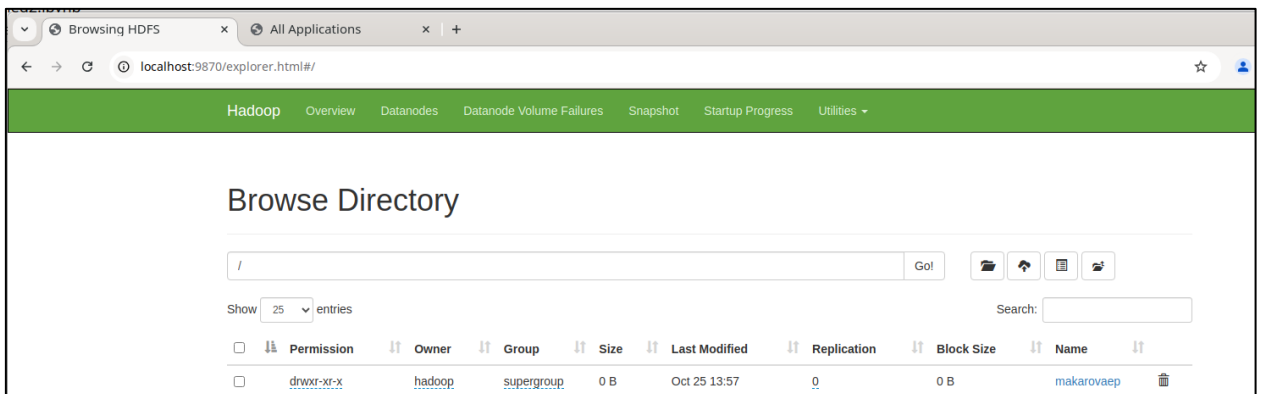 Browsing HDFS All Applications
localhost:9870/explorer.html#/
Hadoop Overview Datanodes Datanode Volume Failures Snapshot Startup Progress Utilities
Browse Directory
/ Go!
Show 25 entries Search:
Permission Owner Group Size Last Modified Replication Block Size Name
drwxr-xr-x hadoop supergroup 0 B Oct 25 13:57 0 0 B makarovaep